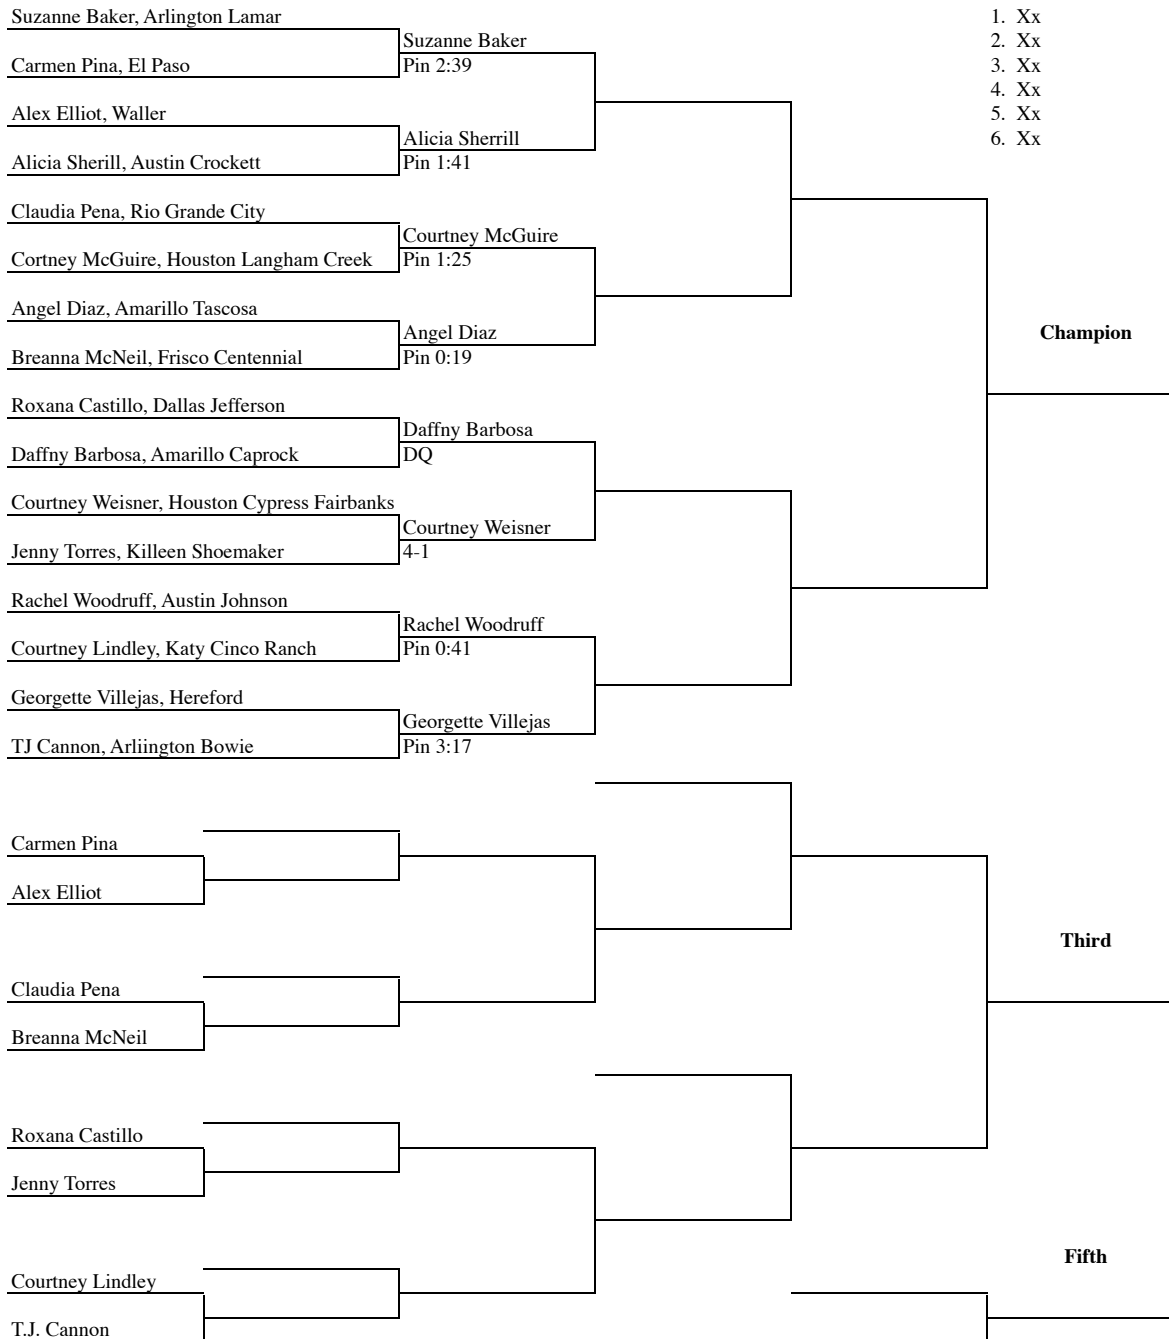 Suzanne Baker, Arlington Lamar
1. Xx
Suzanne Baker
2. Xx
Carmen Pina, El Paso
Pin 2:39
3. Xx
4. Xx
Alex Elliot, Waller
5. Xx
Alicia Sherrill
6. Xx
Alicia Sherill, Austin Crockett
Pin 1:41
Claudia Pena, Rio Grande City
Courtney McGuire
Cortney McGuire, Houston Langham Creek
Pin 1:25
Angel Diaz, Amarillo Tascosa
Angel Diaz
Champion
Breanna McNeil, Frisco Centennial
Pin 0:19
Roxana Castillo, Dallas Jefferson
Daffny Barbosa
Daffny Barbosa, Amarillo Caprock
DQ
Courtney Weisner, Houston Cypress Fairbanks
Courtney Weisner
Jenny Torres, Killeen Shoemaker
4-1
Rachel Woodruff, Austin Johnson
Rachel Woodruff
Courtney Lindley, Katy Cinco Ranch
Pin 0:41
Georgette Villejas, Hereford
Georgette Villejas
TJ Cannon, Arliington Bowie
Pin 3:17
Carmen Pina
Alex Elliot
Third
Claudia Pena
Breanna McNeil
Roxana Castillo
Jenny Torres
Fifth
Courtney Lindley
T.J. Cannon